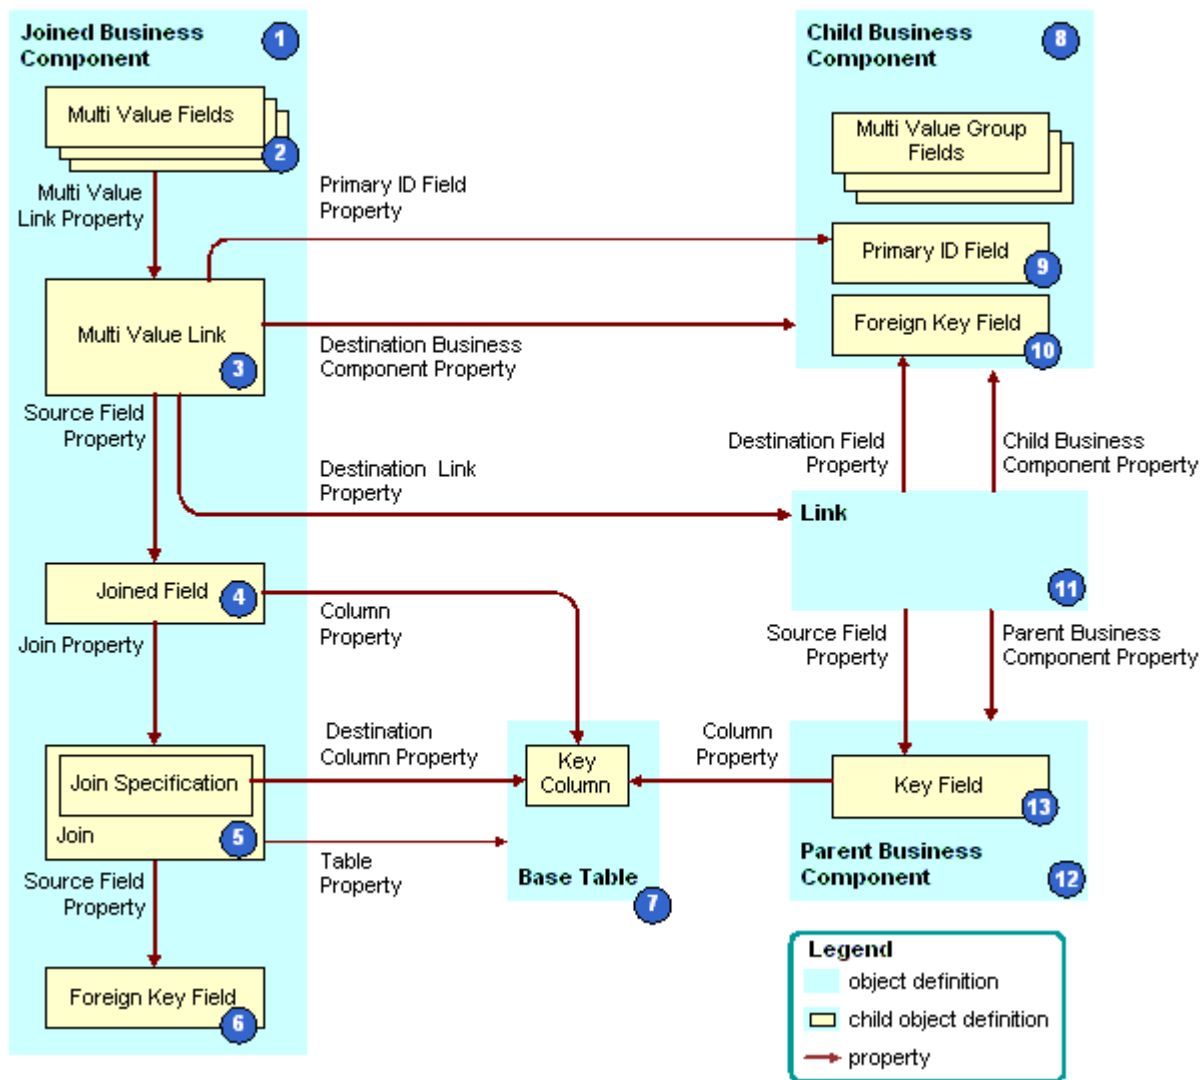 Joined Business
Component
1
Multi Value Fields
2
Multi Value
Link Property
Multi Value Link
3
Source Field
Property
Joined Field
4
Join Property
Join Specification
Join
5
Source Field
Property
Foreign Key Field
6
Primary ID Field
Property
Destination Business
Component Property
Destination Link
Property
Column
Property
Destination
Column Property
Table
Property
Key
Column
Base Table
7
Child Business
Component
8
Multi Value Group
Fields
Primary ID Field
9
Foreign Key Field
10
Destination Field
Property
Child Business
Component Property
Link
11
Source Field
Property
Parent Business
Component Property
Column
Property
Key Field
13
Parent Business
Component
12
Legend
object definition
child object definition
property